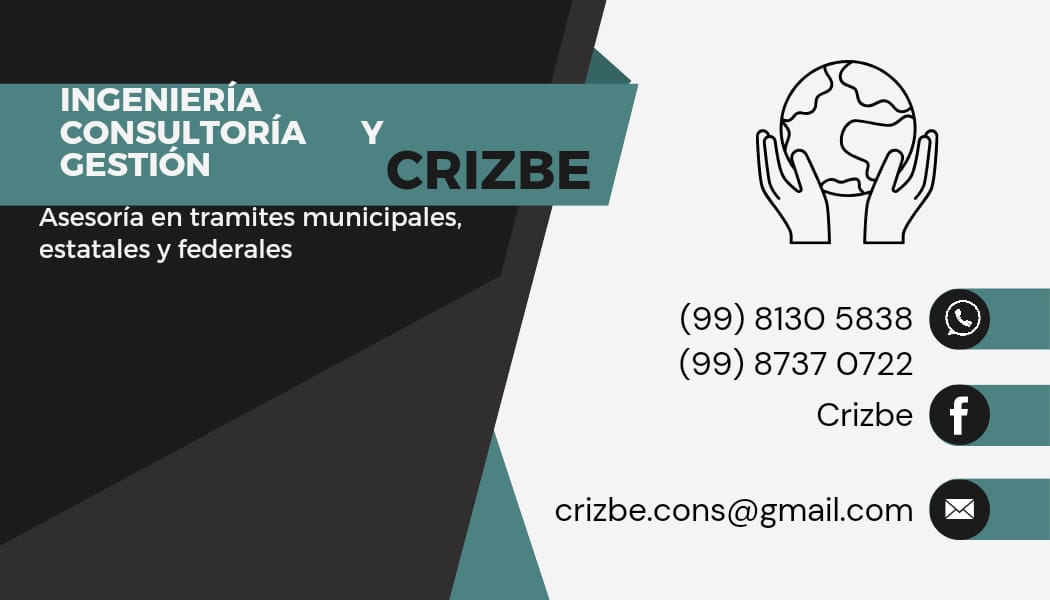 INGENIERÍA
CONSULTORÍA Y
GESTIÓN
CRIZBE
Asesoría en tramites municipales,
estatales y federales
(99) 8130 5838
(99) 8737 0722
Crizbe
crizbe.cons@gmail.com